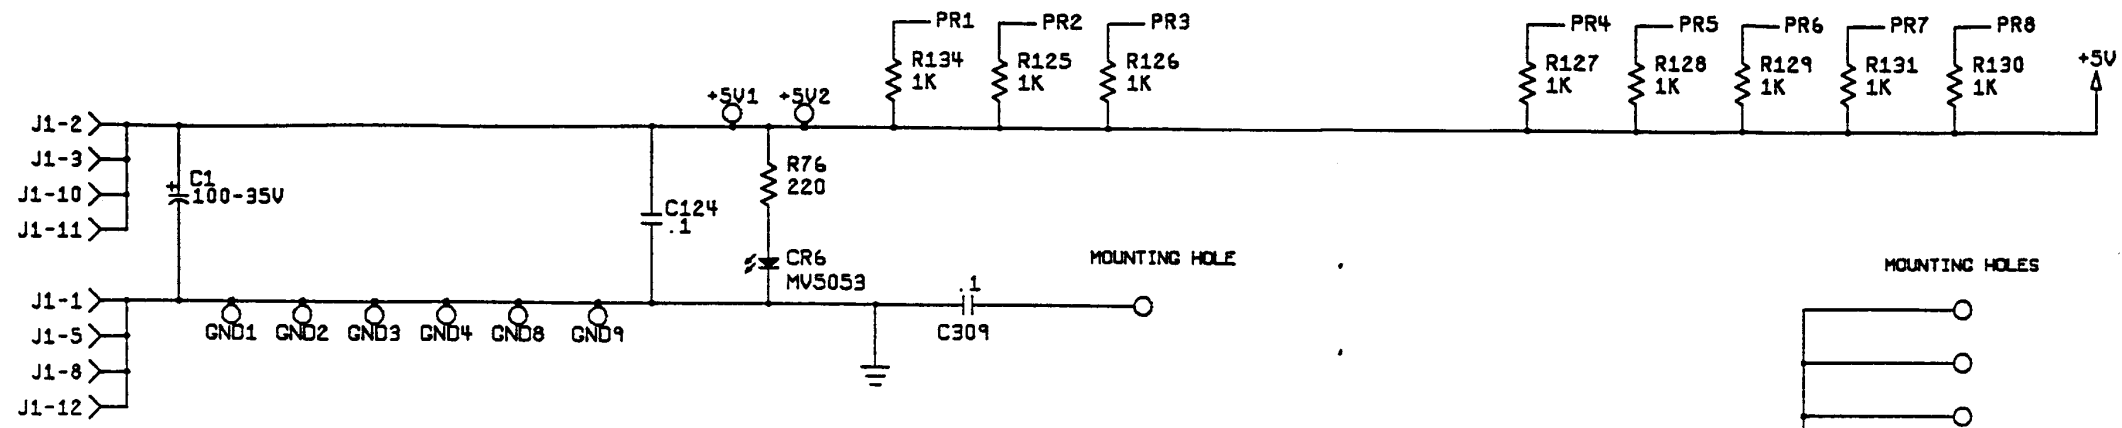 PR1
PR2
PR3
PR4
PR5
PR6
PR7
PR8
R134
1K
R125
1K
R126
1K
R127
1K
R128
1K
R129
1K
R131
1K
R130
1K
+5V
+5V1
+5V2
J1-2
J1-3
J1-10
J1-11
+
C1
100-35V
C124
.1
R76
220
CR6
MV5053
MOUNTING HOLE
MOUNTING HOLES
J1-1
J1-5
J1-8
J1-12
GND1
GND2
GND3
GND4
GND8
GND9
.1
C309